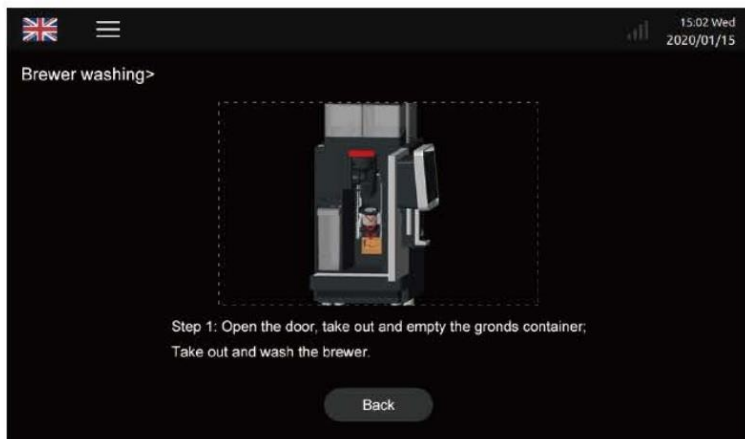 15:02 Wed
2020/01/15
Brewer washing>
Step 1: Open the door, take out and empty the gronds container;
Take out and wash the brewer.
Back